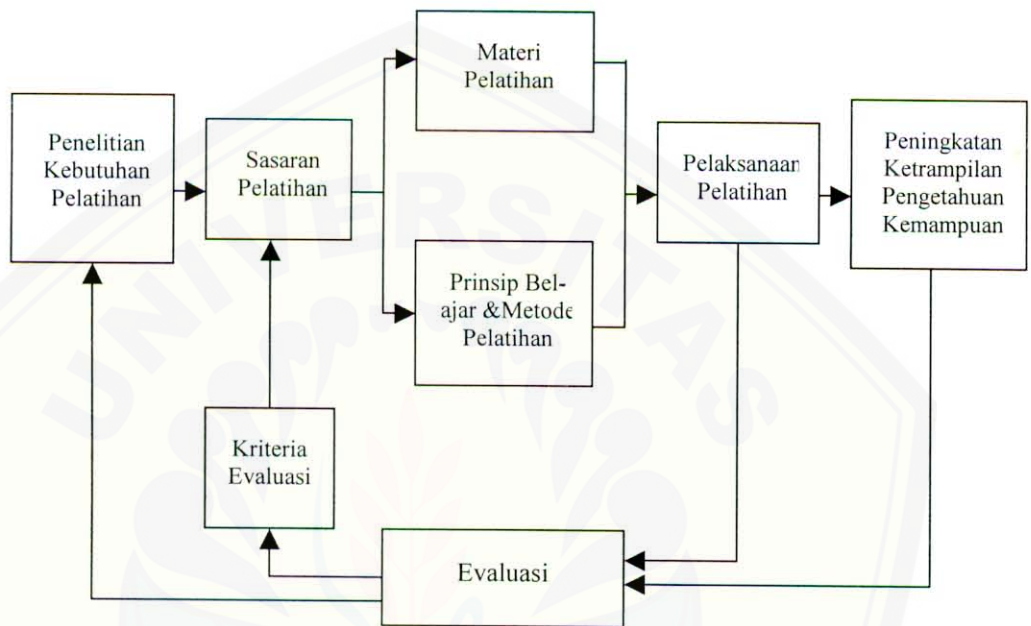 Penelitian
Kebutuhan
Pelatihan
Sasaran
Pelatihan
Materi
Pelatihan
Prinsip Bel-
ajar &Metode
Pelatihan
Pelaksanaan
Pelatihan
Peningkatan
Ketrampilan
Pengetahuan
Kemampuan
Kriteria
Evaluasi
Evaluasi
UNIVERSITAS